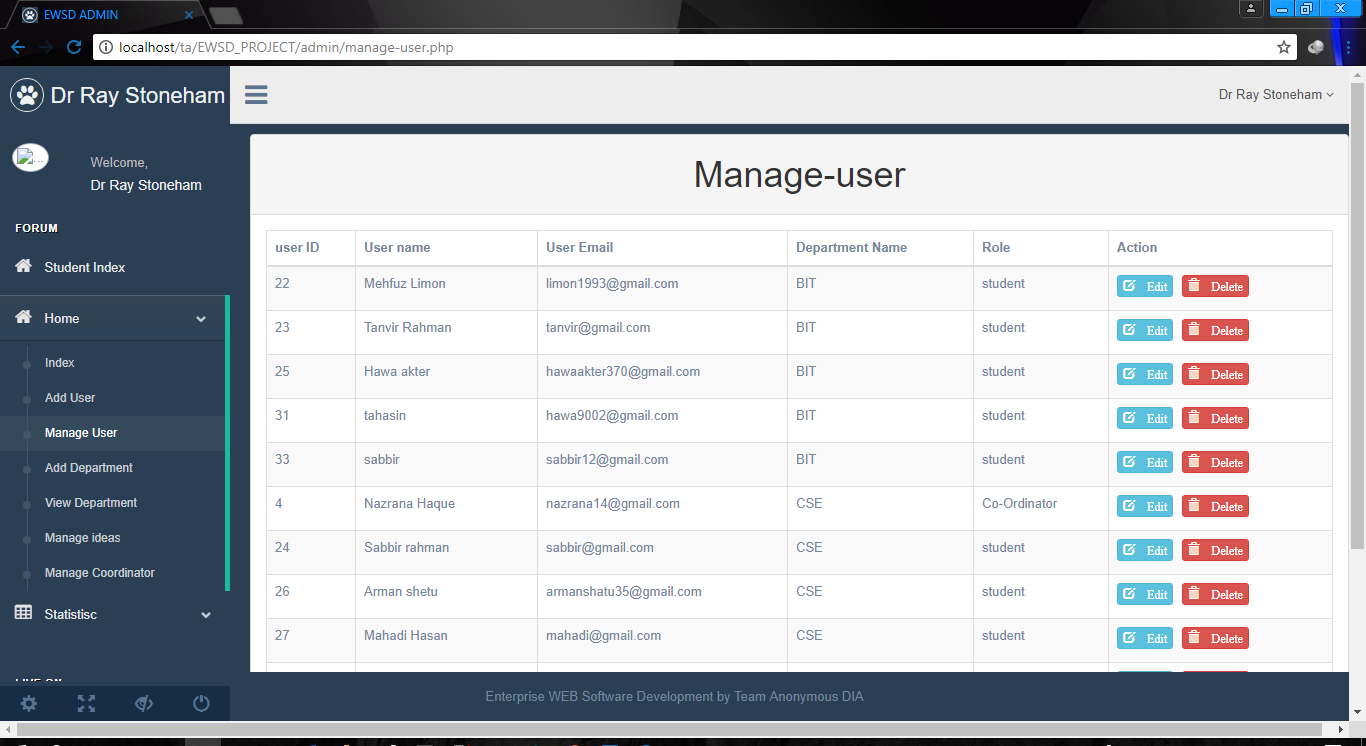 EWSD ADMIN
localhost/ta/EWSD_PROJECT/admin/manage-user.php
Dr Ray Stoneham
Dr Ray Stoneham
Welcome,
Dr Ray Stoneham
FORUM
Student Index
Home
Index
Add User
Manage User
Add Department
View Department
Manage ideas
Manage Coordinator
Statistisc
LIVE ON
Manage-user
user ID User name User Email Department Name Role Action
22 Mehfuz Limon limon1993@gmail.com BIT student Edit Delete
23 Tanvir Rahman tanvir@gmail.com BIT student Edit Delete
25 Hawa akter hawaakter370@gmail.com BIT student Edit Delete
31 tahasin hawa9002@gmail.com BIT student Edit Delete
33 sabbir sabbir12@gmail.com BIT student Edit Delete
4 Nazrana Haque nazrana14@gmail.com CSE Co-Ordinator Edit Delete
24 Sabbir rahman sabbir@gmail.com CSE student Edit Delete
26 Arman shetu armanshatu35@gmail.com CSE student Edit Delete
27 Mahadi Hasan mahadi@gmail.com CSE student Edit Delete
Enterprise WEB Software Development by Team Anonymous DIA